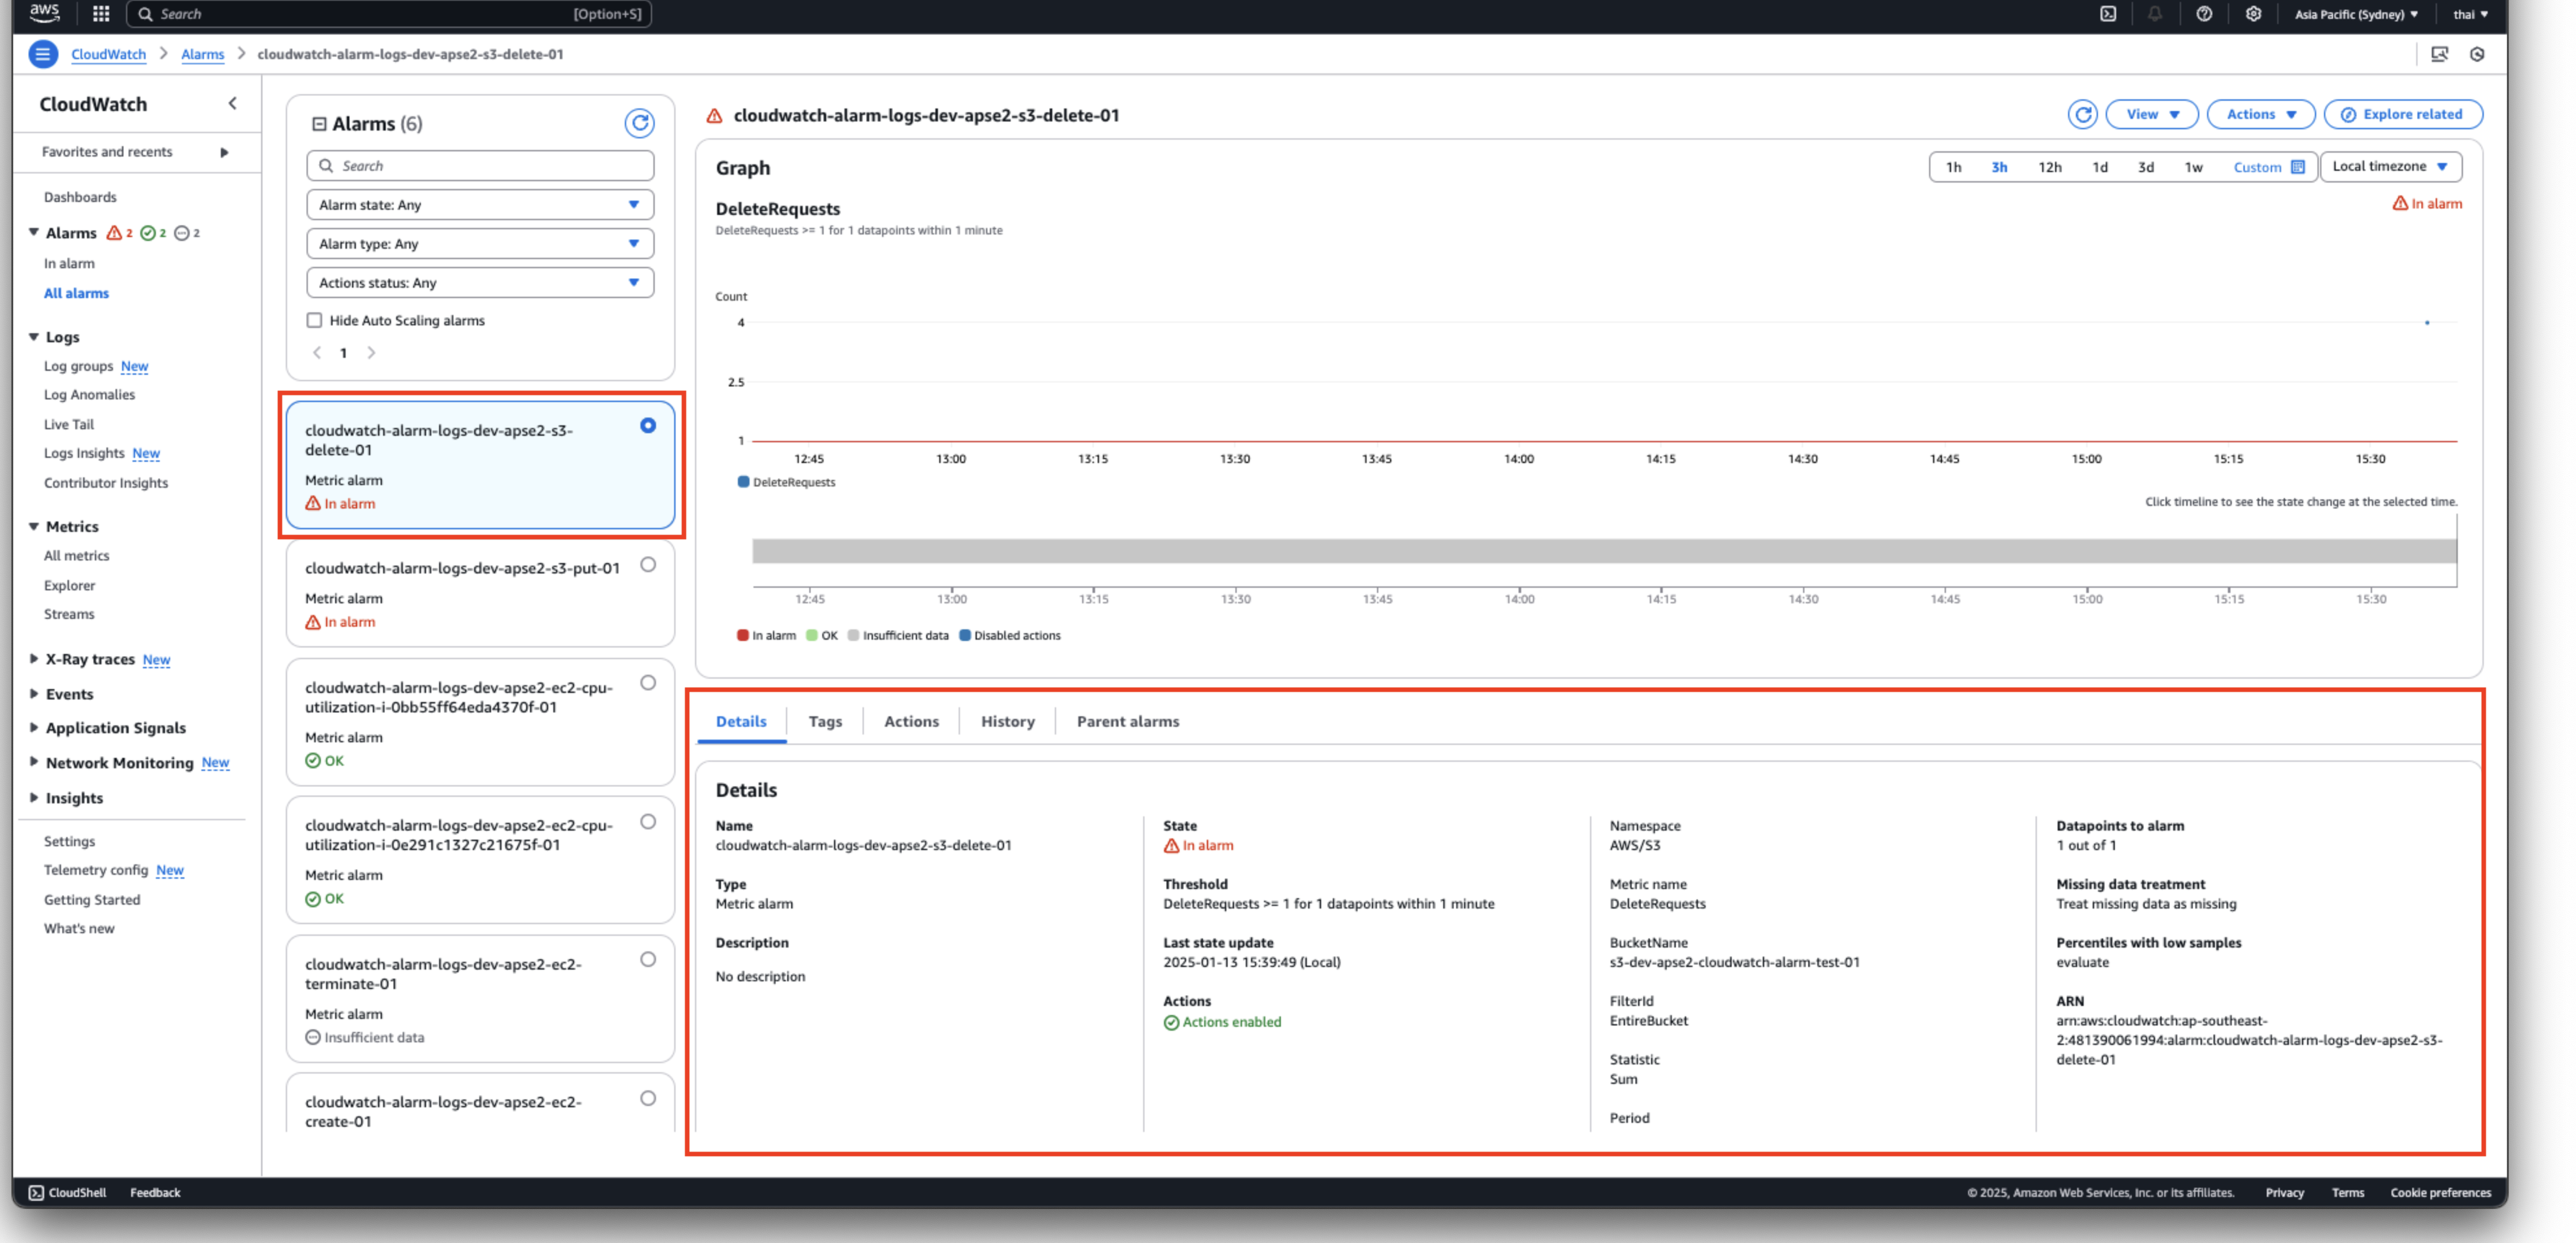 aws
Search
[Option+S]
Asia Pacific (Sydney)
thai
CloudWatch
Alarms
cloudwatch-alarm-logs-dev-apse2-s3-delete-01
CloudWatch
Favorites and recents
Dashboards
Alarms 2 2 2
In alarm
All alarms
Logs
Log groups New
Log Anomalies
Live Tail
Logs Insights New
Contributor Insights
Metrics
All metrics
Explorer
Streams
X-Ray traces New
Events
Application Signals
Network Monitoring New
Insights
Settings
Telemetry config New
Getting Started
What's new
Alarms (6)
Search
Alarm state: Any
Alarm type: Any
Actions status: Any
Hide Auto Scaling alarms
1
cloudwatch-alarm-logs-dev-apse2-s3-
delete-01
Metric alarm
In alarm
cloudwatch-alarm-logs-dev-apse2-s3-put-01
Metric alarm
In alarm
cloudwatch-alarm-logs-dev-apse2-ec2-cpu-
utilization-i-0bb55ff64eda4370f-01
Metric alarm
OK
cloudwatch-alarm-logs-dev-apse2-ec2-cpu-
utilization-i-0e291c1327c21675f-01
Metric alarm
OK
cloudwatch-alarm-logs-dev-apse2-ec2-
terminate-01
Metric alarm
Insufficient data
cloudwatch-alarm-logs-dev-apse2-ec2-
create-01
cloudwatch-alarm-logs-dev-apse2-s3-delete-01
View
Actions
Explore related
Graph
1h 3h 12h 1d 3d 1w Custom
Local timezone
DeleteRequests
In alarm
DeleteRequests >= 1 for 1 datapoints within 1 minute
Count
4
2.5
1
12:45 13:00 13:15 13:30 13:45 14:00 14:15 14:30 14:45 15:00 15:15 15:30
DeleteRequests
Click timeline to see the state change at the selected time.
12:45 13:00 13:15 13:30 13:45 14:00 14:15 14:30 14:45 15:00 15:15 15:30
In alarm OK Insufficient data Disabled actions
Details
Tags
Actions
History
Parent alarms
Details
Name
cloudwatch-alarm-logs-dev-apse2-s3-delete-01
Type
Metric alarm
Description
No description
State
In alarm
Threshold
DeleteRequests >= 1 for 1 datapoints within 1 minute
Last state update
2025-01-13 15:39:49 (Local)
Actions
Actions enabled
Namespace
AWS/S3
Metric name
DeleteRequests
BucketName
s3-dev-apse2-cloudwatch-alarm-test-01
FilterId
EntireBucket
Statistic
Sum
Period
Datapoints to alarm
1 out of 1
Missing data treatment
Treat missing data as missing
Percentiles with low samples
evaluate
ARN
arn:aws:cloudwatch:ap-southeast-
2:481390061994:alarm:cloudwatch-alarm-logs-dev-apse2-s3-
delete-01
CloudShell
Feedback
© 2025, Amazon Web Services, Inc. or its affiliates.
Privacy
Terms
Cookie preferences